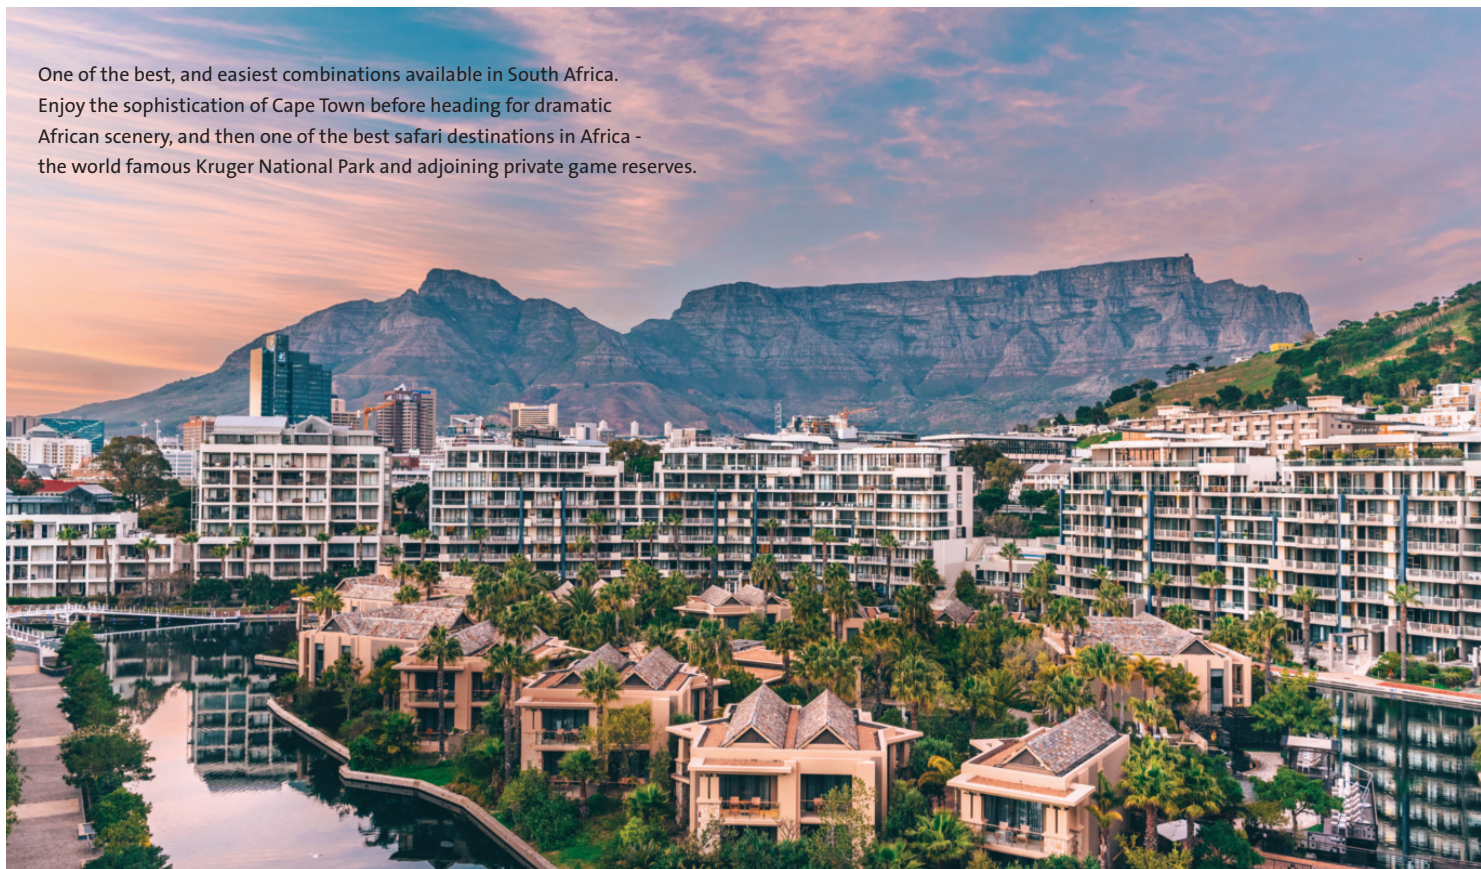 One of the best, and easiest combinations available in South Africa.
Enjoy the sophistication of Cape Town before heading for dramatic
African scenery, and then one of the best safari destinations in Africa -
the world famous Kruger National Park and adjoining private game reserves.